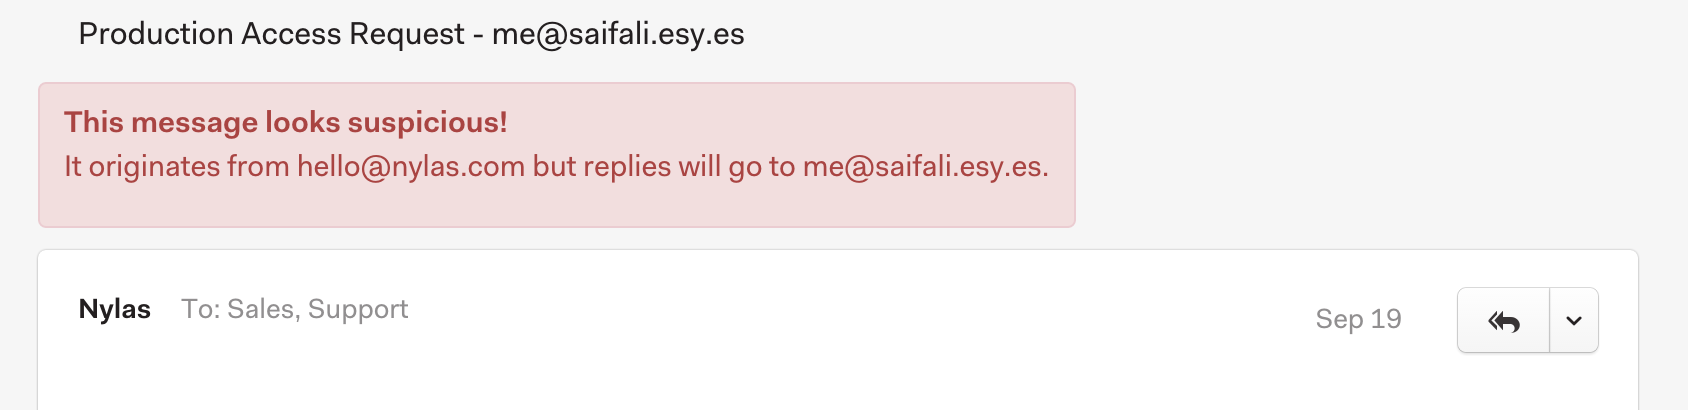 Production Access Request - me@saifali.esy.es
This message looks suspicious!
It originates from hello@nylas.com but replies will go to me@saifali.esy.es.
Nylas To: Sales, Support
Sep 19